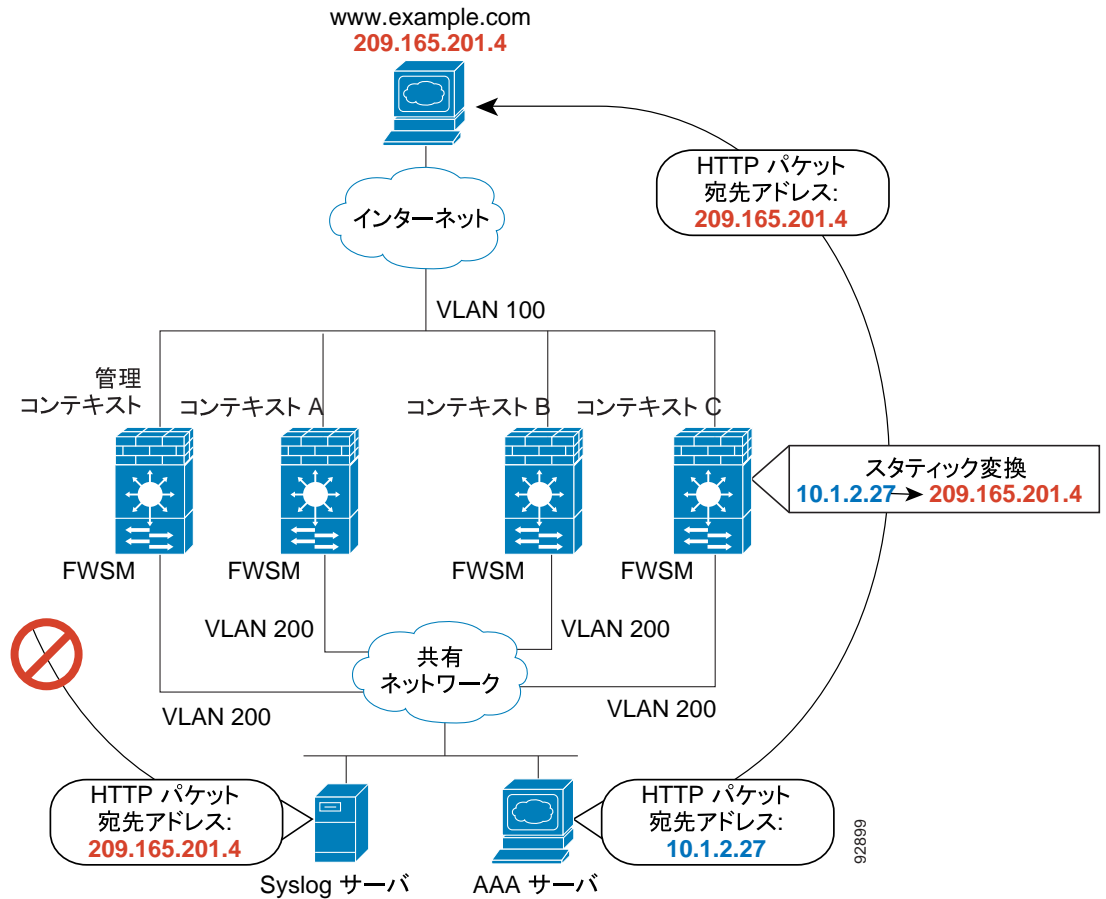 www.example.com
209.165.201.4
HTTP パケット
宛先アドレス:
209.165.201.4
インターネット
VLAN 100
管理
コンテキスト
コンテキスト A
コンテキスト B
コンテキスト C
スタティック変換
10.1.2.27 209.165.201.4
FWSM
FWSM
FWSM
FWSM
VLAN 200
VLAN 200
共有
ネットワーク
VLAN 200
VLAN 200
HTTP パケット
宛先アドレス:
209.165.201.4
HTTP パケット
宛先アドレス:
10.1.2.27
Syslog サーバ
AAA サーバ
92899